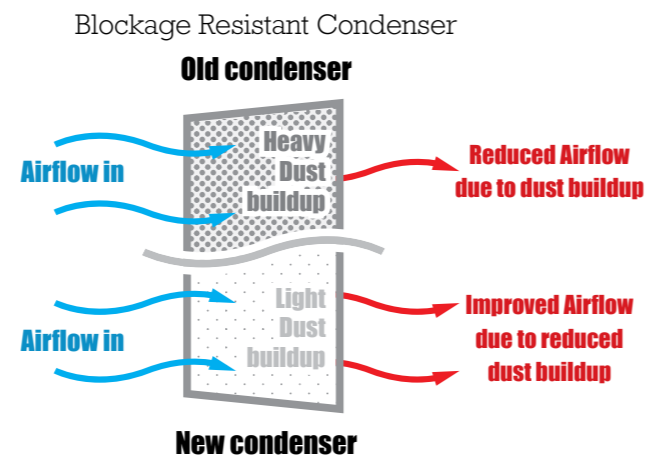 Blockage Resistant Condenser
Old condenser
Airflow in
Heavy
Dust
buildup
Reduced Airflow
due to dust buildup
Airflow in
Light
Dust
buildup
Improved Airflow
due to reduced
dust buildup
New condenser